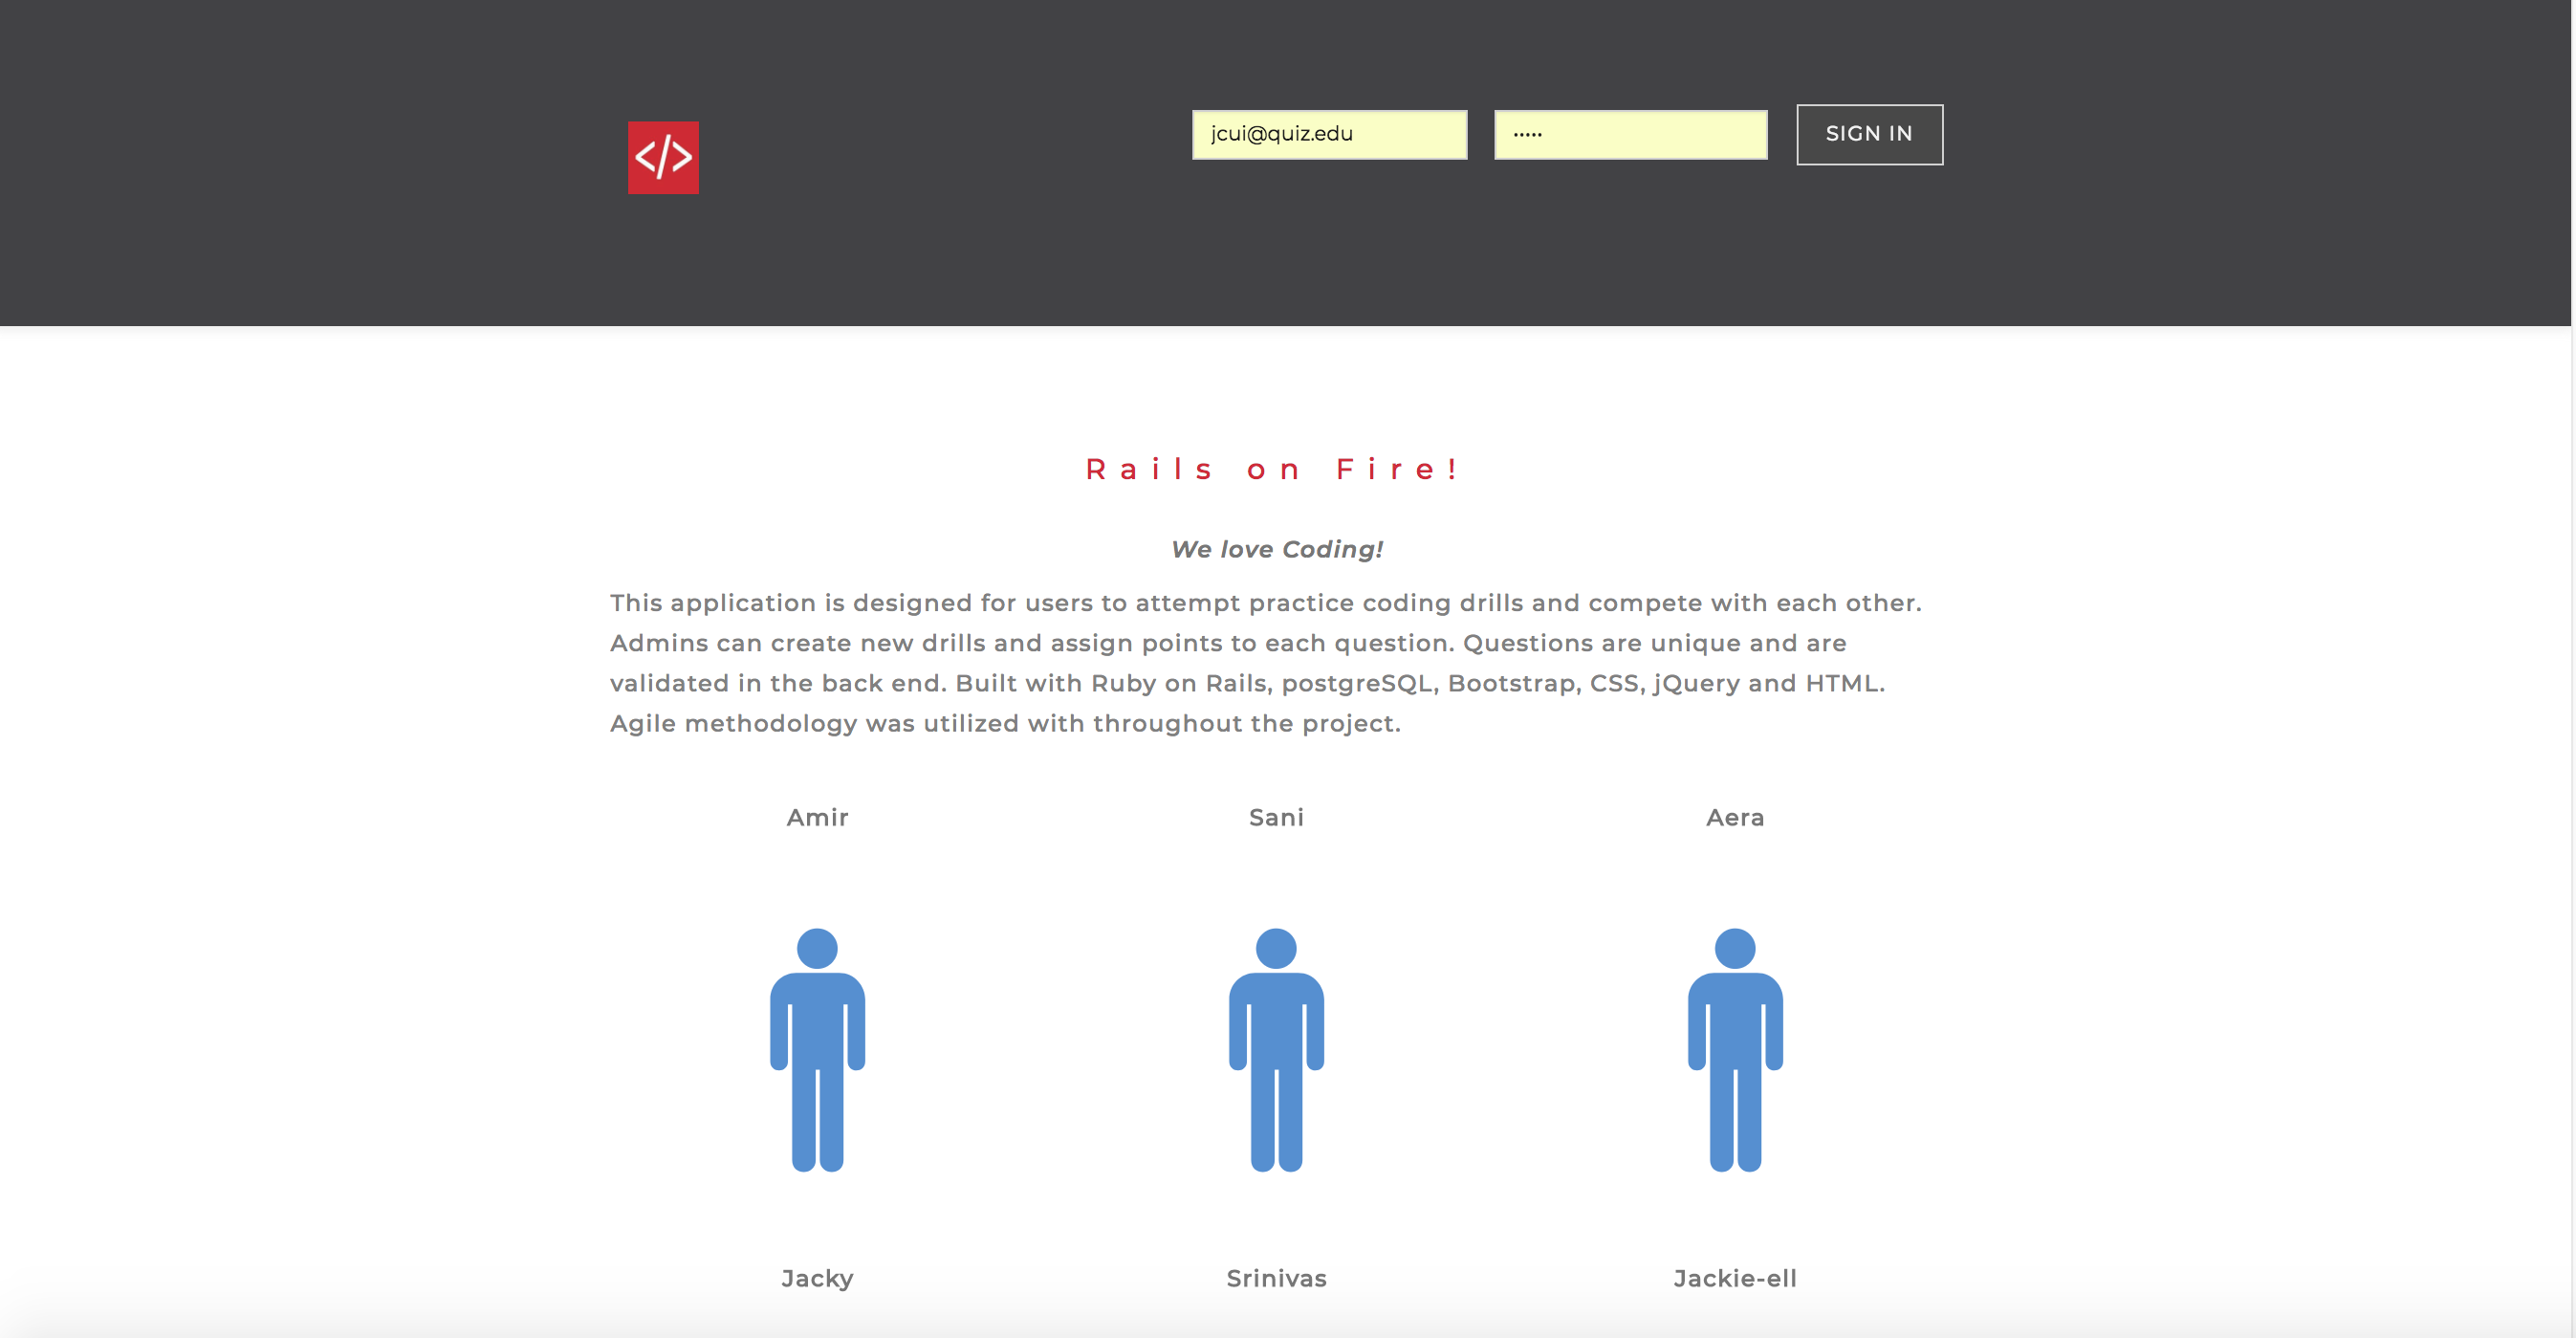 </>
jcui@quiz.edu
•••••
SIGN IN
Rails on Fire!
We love Coding!
This application is designed for users to attempt practice coding drills and compete with each other.
Admins can create new drills and assign points to each question. Questions are unique and are
validated in the back end. Built with Ruby on Rails, postgreSQL, Bootstrap, CSS, jQuery and HTML.
Agile methodology was utilized with throughout the project.
Amir
Sani
Aera
Jacky
Srinivas
Jackie-ell